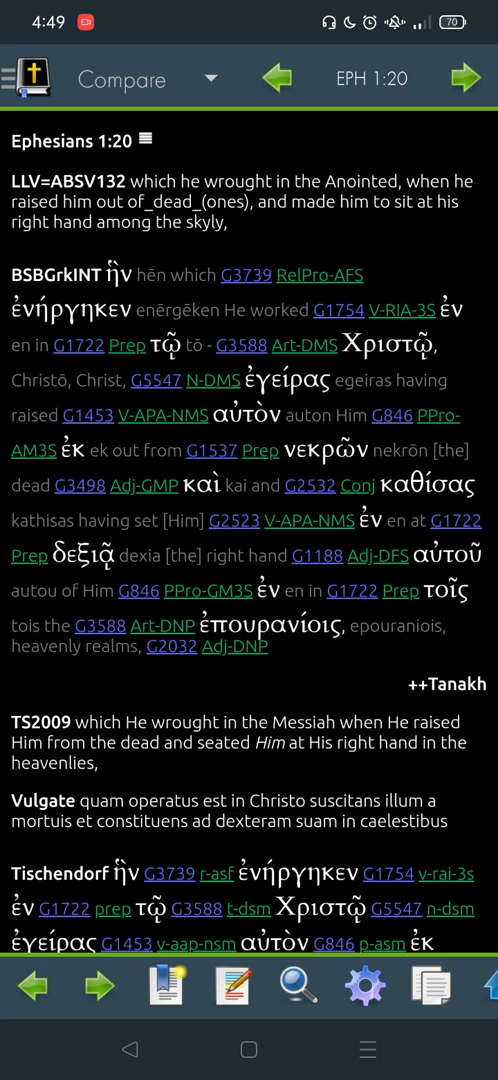 4:49
70
Compare
EPH 1:20
Ephesians 1:20
LLV=ABSV132 which he wrought in the Anointed, when he
raised him out of_dead_(ones), and made him to sit at his
right hand among the skyly,
BSBGrkINT ἣν hēn which G3739 RelPro-AFS
ἐνήργηκεν enērgēken He worked G1754 V-RIA-3S ἐν
en in G1722 Prep τῷ tō - G3588 Art-DMS Χριστῷ,
Christō, Christ, G5547 N-DMS ἐγείρας egeiras having
raised G1453 V-APA-NMS αὐτὸν auton Him G846 PPro-
AM3S ἐκ ek out from G1537 Prep νεκρῶν nekrōn [the]
dead G3498 Adj-GMP καὶ kai and G2532 Conj καθίσας
kathisas having set [Him] G2523 V-APA-NMS ἐν en at G1722
Prep δεξιᾷ dexia [the] right hand G1188 Adj-DFS αὐτοῦ
autou of Him G846 PPro-GM3S ἐν en in G1722 Prep τοῖς
tois the G3588 Art-DNP ἐπουρανίοις, epouraniois,
heavenly realms, G2032 Adj-DNP
++Tanakh
TS2009 which He wrought in the Messiah when He raised
Him from the dead and seated Him at His right hand in the
heavenlies,
Vulgate quam operatus est in Christo suscitans illum a
mortuis et constituens ad dexteram suam in caelestibus
Tischendorf ἣν G3739 r-asf ἐνήργηκεν G1754 v-rai-3s
ἐν G1722 prep τῷ G3588 t-dsm Χριστῷ G5547 n-dsm
ἐγείρας G1453 v-aap-nsm αὐτὸν G846 p-asm ἐκ